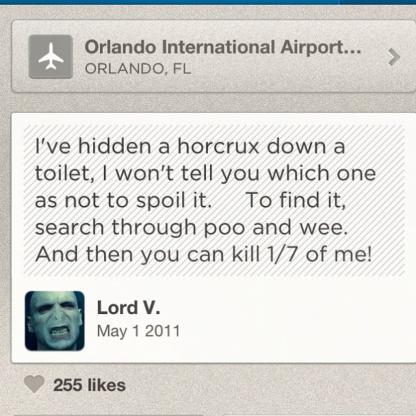 Orlando International Airport...
ORLANDO, FL
I've hidden a horcrux down a
toilet, I won't tell you which one
as not to spoil it. To find it,
search through poo and wee.
And then you can kill 1/7 of me!
Lord V.
May 1 2011
255 likes